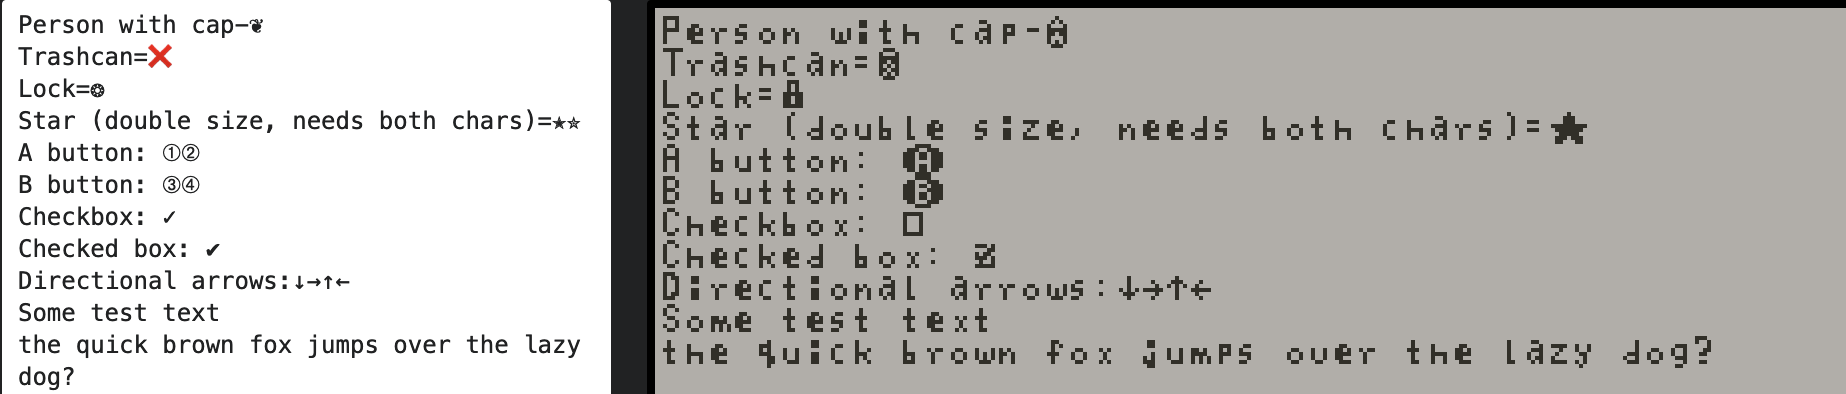 Person with cap-❦
Trashcan=❌
Lock=❂
Star (double size, needs both chars)=★☆
A button: ①②
B button: ③④
Checkbox: ✓
Checked box: ✔
Directional arrows:↓→↑←
Some test text
the quick brown fox jumps over the lazy
dog?
Person with cap-
Trashcan=
Lock=
Star (double size, needs both chars)=★
A button: Ⓐ
B button: Ⓑ
Checkbox: ☐
Checked box: ☑
Directional arrows:↓→↑←
Some test text
the quick brown fox jumps over the lazy dog?